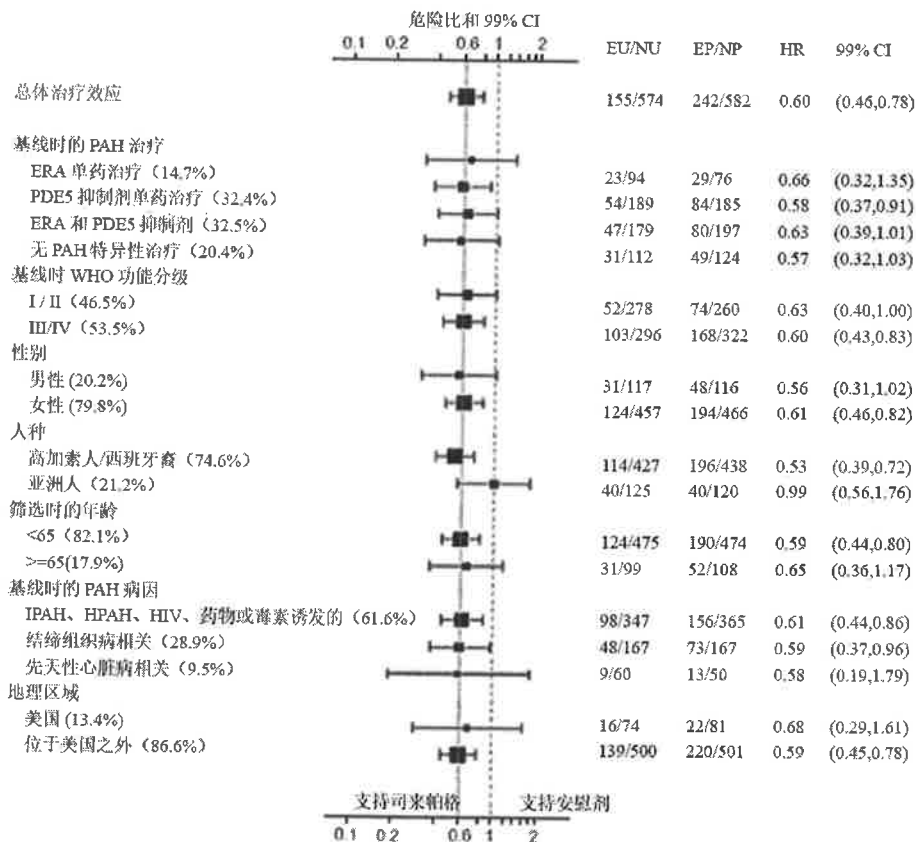 危险比和 99% CI
0.1 0.2 0.6 1 2 EU/NU EP/NP HR 99% CI
总体治疗效应 155/574 242/582 0.60 (0.46,0.78)
基线时的 PAH 治疗
ERA 单药治疗（14.7%） 23/94 29/76 0.66 (0.32,1.35)
PDE5 抑制剂单药治疗（32.4%） 54/189 84/185 0.58 (0.37,0.91)
ERA 和 PDE5 抑制剂（32.5%） 47/179 80/197 0.63 (0.39,1.01)
无 PAH 特异性治疗（20.4%） 31/112 49/124 0.57 (0.32,1.03)
基线时 WHO 功能分级
I / II（46.5%） 52/278 74/260 0.63 (0.40,1.00)
III/IV（53.5%） 103/296 168/322 0.60 (0.43,0.83)
性别
男性 (20.2%) 31/117 48/116 0.56 (0.31,1.02)
女性 (79.8%) 124/457 194/466 0.61 (0.46,0.82)
人种
高加索人/西班牙裔（74.6%） 114/427 196/438 0.53 (0.39,0.72)
亚洲人（21.2%） 40/125 40/120 0.99 (0.56,1.76)
筛选时的年龄
<65（82.1%） 124/475 190/474 0.59 (0.44,0.80)
>=65(17.9%) 31/99 52/108 0.65 (0.36,1.17)
基线时的 PAH 病因
IPAH、HPAH、HIV、药物或毒素诱发的（61.6%） 98/347 156/365 0.61 (0.44,0.86)
结缔组织病相关（28.9%） 48/167 73/167 0.59 (0.37,0.96)
先天性心脏病相关（9.5%） 9/60 13/50 0.58 (0.19,1.79)
地理区域
美国 (13.4%) 16/74 22/81 0.68 (0.29,1.61)
位于美国之外（86.6%） 139/500 220/501 0.59 (0.45,0.78)
支持司来帕格 支持安慰剂
0.1 0.2 0.6 1 2